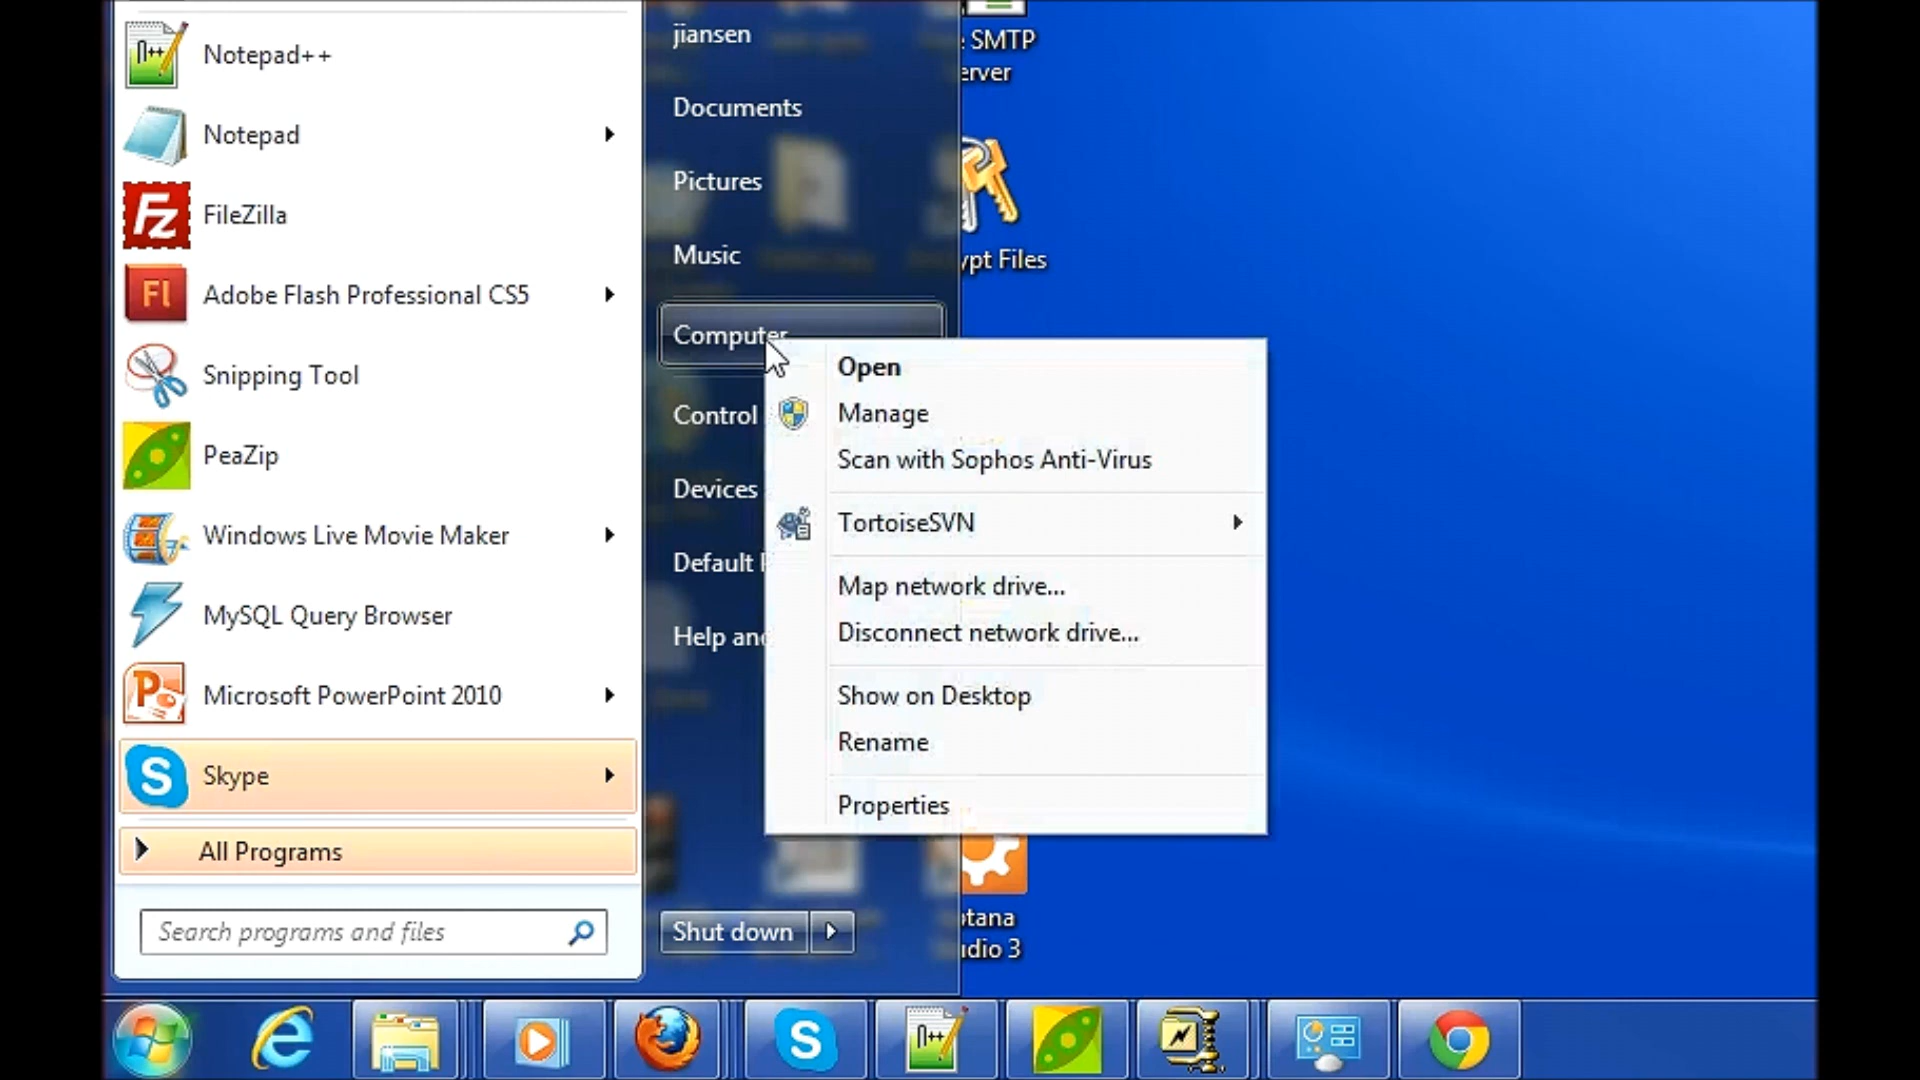 Notepad++
Notepad
FileZilla
Adobe Flash Professional CS5
Snipping Tool
PeaZip
Windows Live Movie Maker
MySQL Query Browser
Microsoft PowerPoint 2010
Skype
All Programs
Search programs and files
jiansen
Documents
Pictures
Music
Computer
Control
Devices
Default
Help and
Shut down
Open
Manage
Scan with Sophos Anti-Virus
TortoiseSVN
Map network drive...
Disconnect network drive...
Show on Desktop
Rename
Properties
SMTP
erver
ypt Files
tana
dio 3